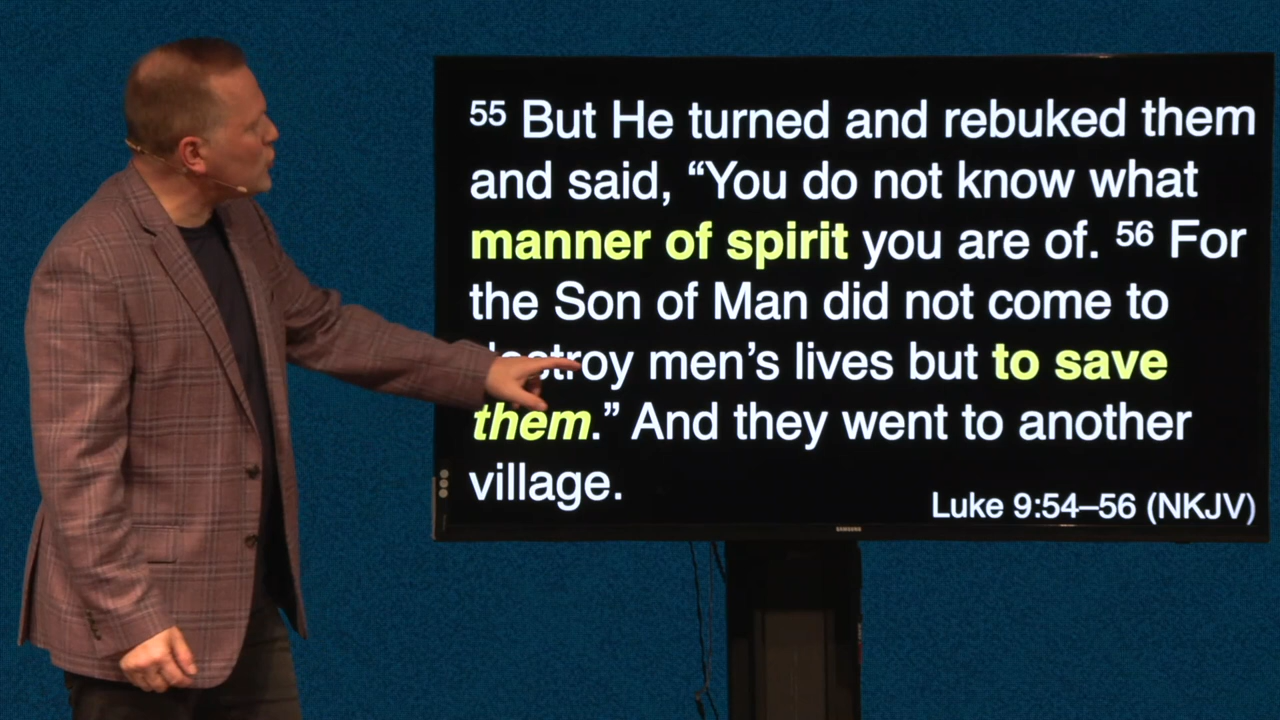 55 But He turned and rebuked them
and said, “You do not know what
manner of spirit you are of. 56 For
the Son of Man did not come to
destroy men’s lives but to save
them.” And they went to another
village.
Luke 9:54–56 (NKJV)
SAMSUNG